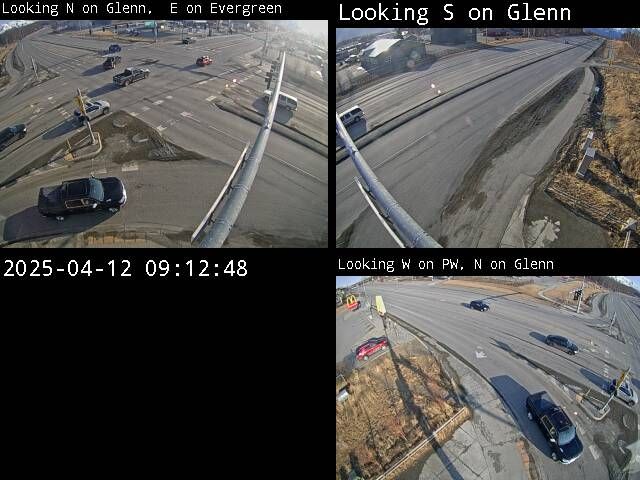 Looking N on Glenn, E on Evergreen
Looking S on Glenn
2025-04-12 09:12:48
Looking W on PW, N on Glenn